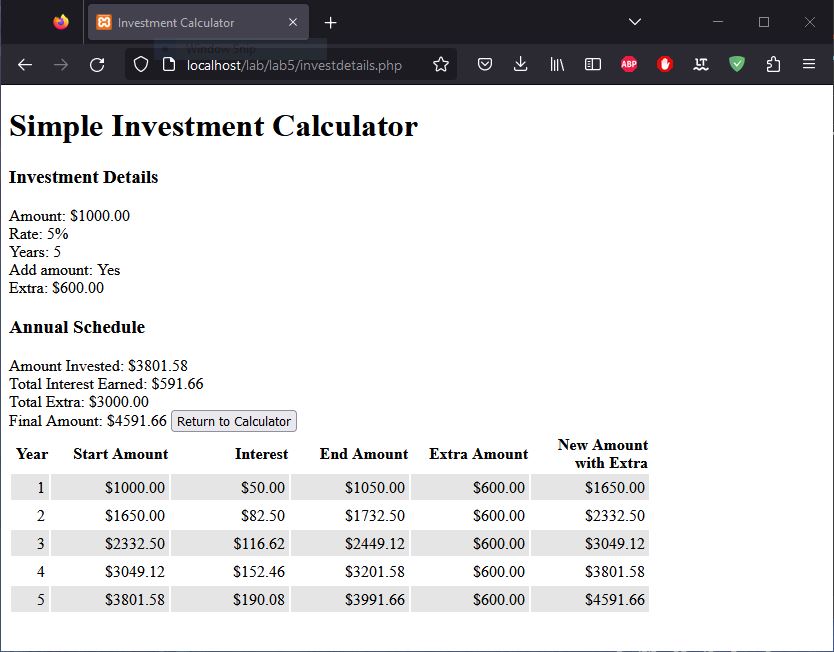 Investment Calculator
Window Snip
localhost/lab/lab5/investdetails.php
ABP
Simple Investment Calculator
Investment Details
Amount: $1000.00
Rate: 5%
Years: 5
Add amount: Yes
Extra: $600.00
Annual Schedule
Amount Invested: $3801.58
Total Interest Earned: $591.66
Total Extra: $3000.00
Final Amount: $4591.66 Return to Calculator
Year Start Amount Interest End Amount Extra Amount New Amount with Extra
1 $1000.00 $50.00 $1050.00 $600.00 $1650.00
2 $1650.00 $82.50 $1732.50 $600.00 $2332.50
3 $2332.50 $116.62 $2449.12 $600.00 $3049.12
4 $3049.12 $152.46 $3201.58 $600.00 $3801.58
5 $3801.58 $190.08 $3991.66 $600.00 $4591.66